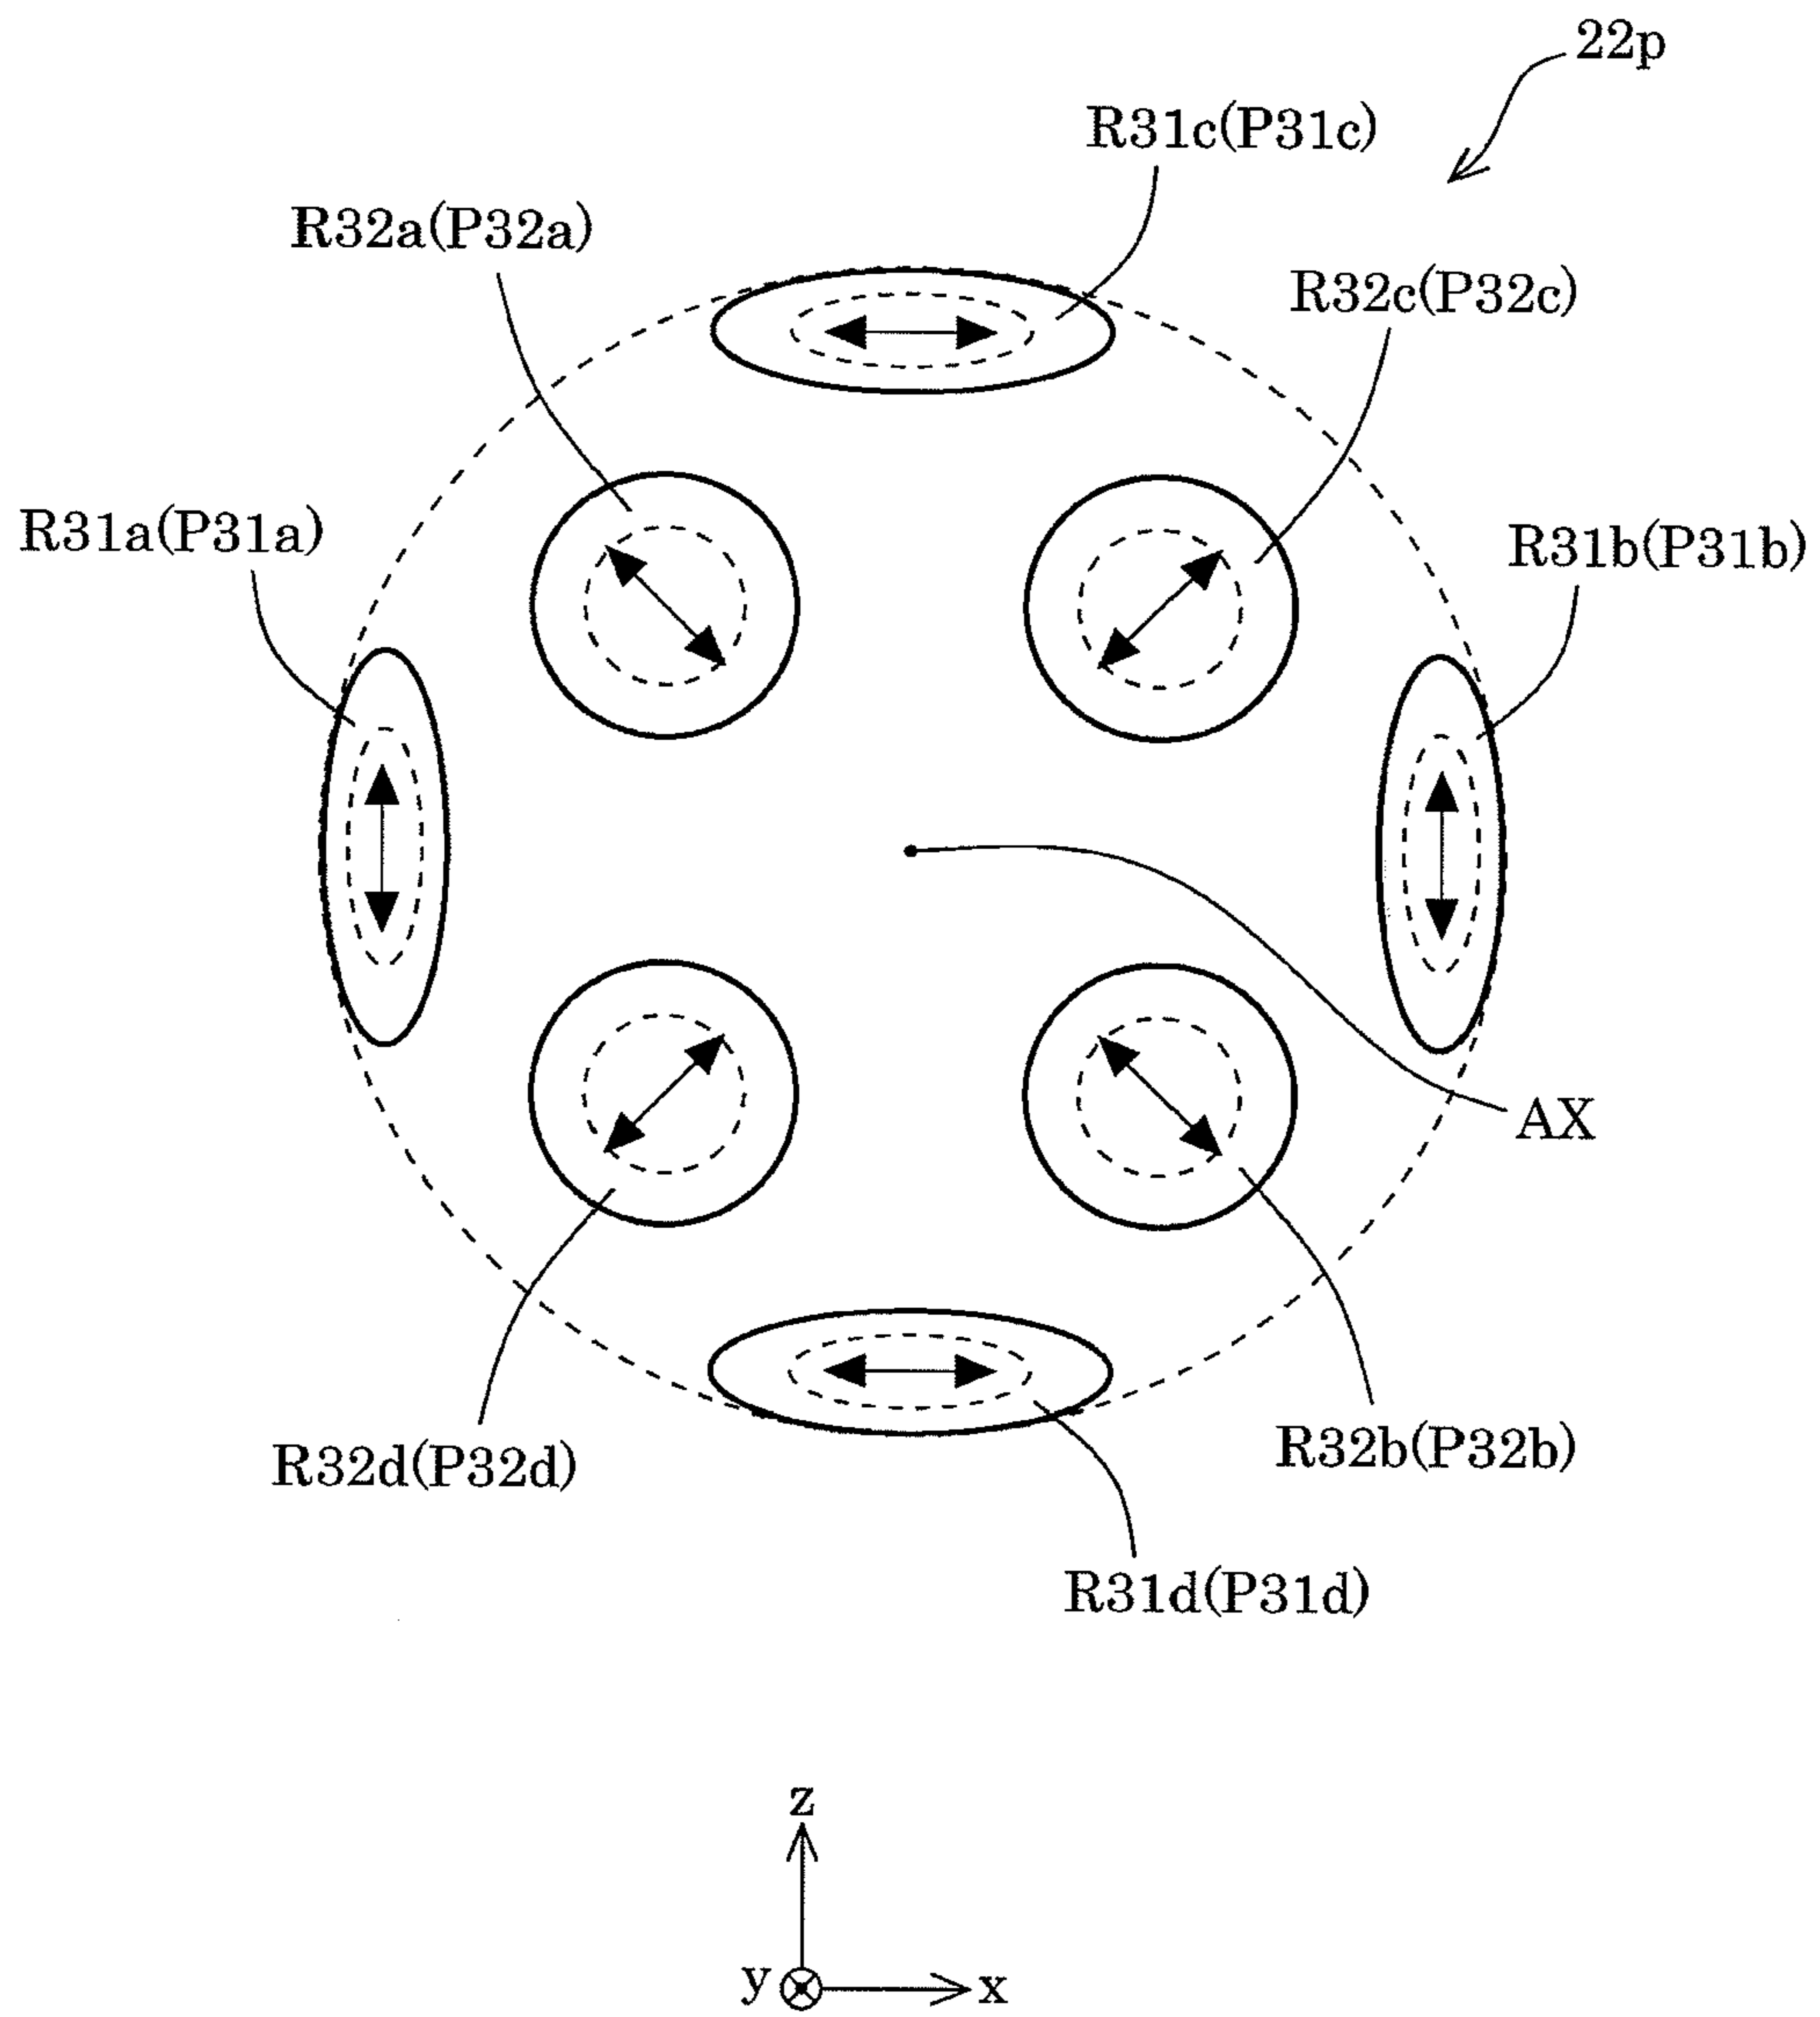 22p
R31c(P31c)
R32a(P32a)
R32c(P32c)
R31a(P31a)
R31b(P31b)
AX
R32d(P32d)
R32b(P32b)
R31d(P31d)
z
y
x